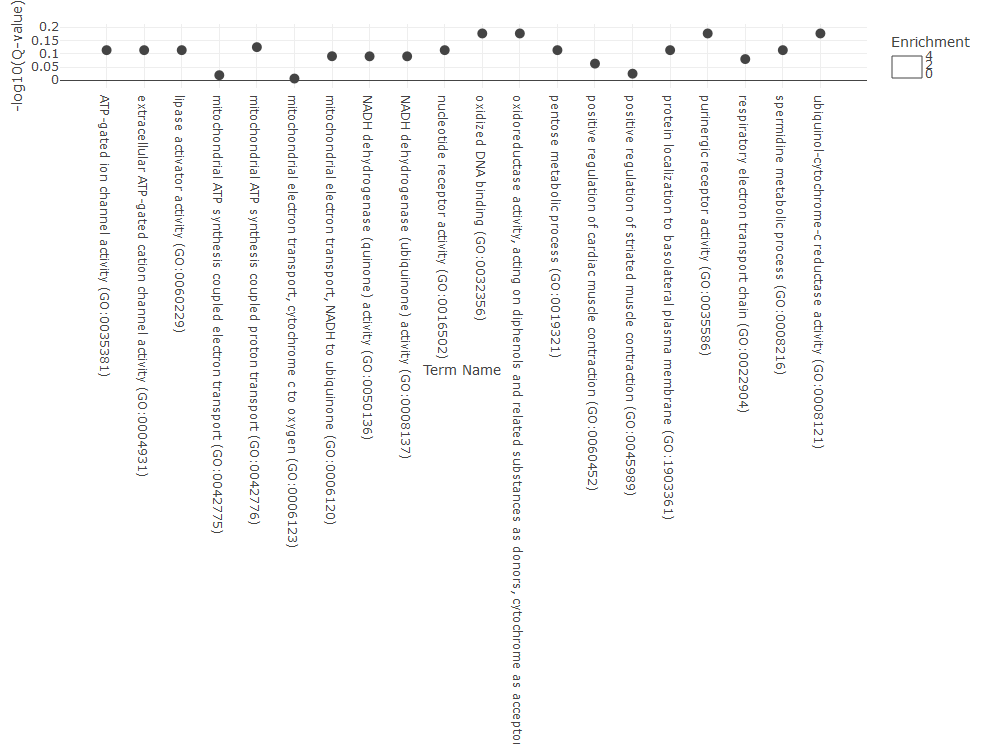 -log10(Q-value)
0.2
0.15
0.1
0.05
0
ATP-gated ion channel activity (GO:0035381)
extracellular ATP-gated cation channel activity (GO:0004931)
lipase activator activity (GO:0060229)
mitochondrial ATP synthesis coupled electron transport (GO:0042775)
mitochondrial ATP synthesis coupled proton transport (GO:0042776)
mitochondrial electron transport, cytochrome c to oxygen (GO:0006123)
mitochondrial electron transport, NADH to ubiquinone (GO:0006120)
NADH dehydrogenase (quinone) activity (GO:0050136)
NADH dehydrogenase (ubiquinone) activity (GO:0008137)
nucleotide receptor activity (GO:0016502)
oxidized DNA binding (GO:0032356)
oxidoreductase activity, acting on diphenols and related substances as donors, cytochrome as acceptor
pentose metabolic process (GO:0019321)
positive regulation of cardiac muscle contraction (GO:0060452)
positive regulation of striated muscle contraction (GO:0045989)
protein localization to basolateral plasma membrane (GO:1903361)
purinergic receptor activity (GO:0035586)
respiratory electron transport chain (GO:0022904)
spermidine metabolic process (GO:0008216)
ubiquinol-cytochrome-c reductase activity (GO:0008121)
Term Name
Enrichment
4
2
0